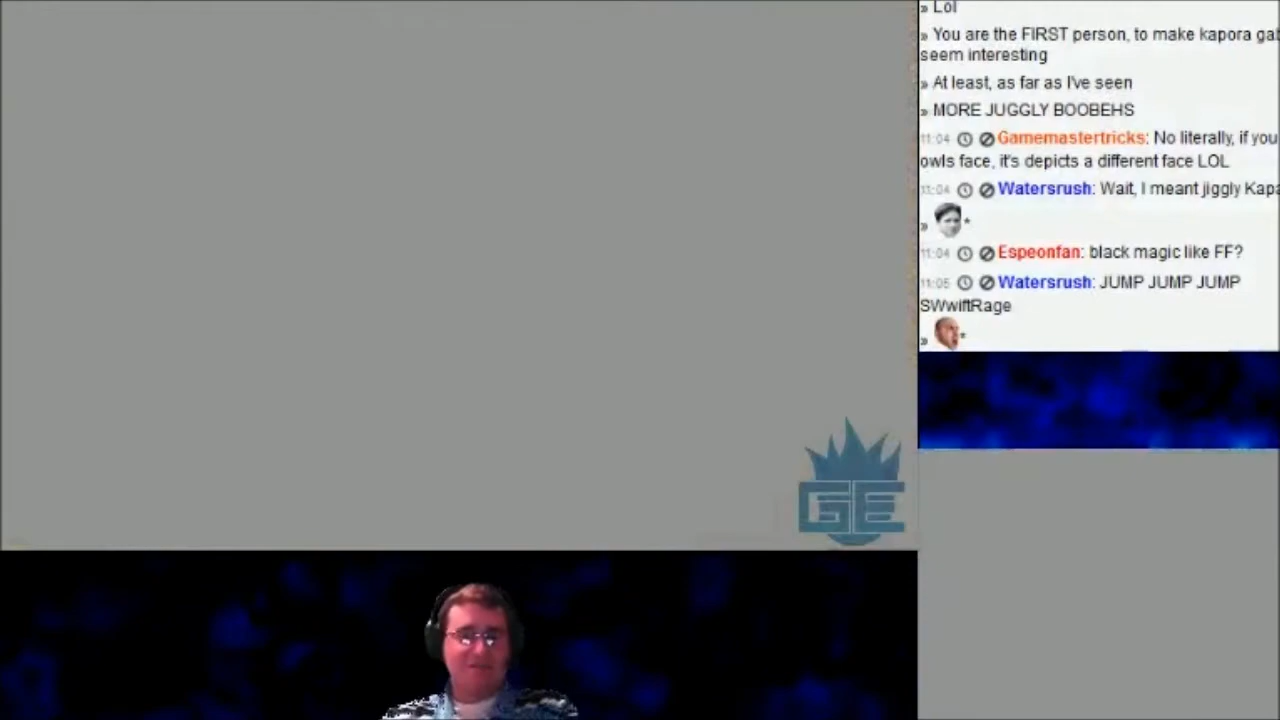 » Lol
» You are the FIRST person, to make kapora
seem interesting
» At least, as far as I've seen
» MORE JUGGLY BOOBEHS
11:04 Gamemastertricks: No literally, if you
owls face, it's depicts a different face LOL
11:04 Watersrush: Wait, I meant jiggly
» *
11:04 Espeonfan: black magic like FF?
11:05 Watersrush: JUMP JUMP JUMP
SWwiftRage
» *
GE